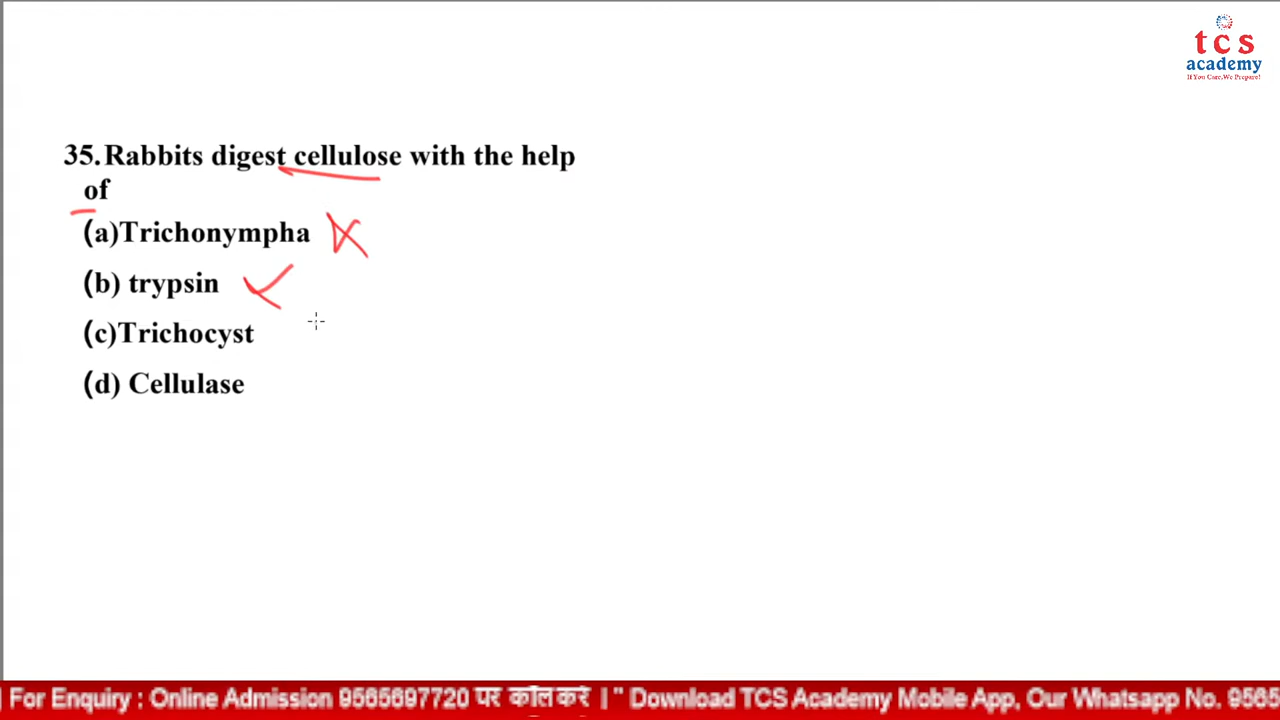 tcs
academy
If You Care,We Prepare!
35.Rabbits digest cellulose with the help
of
(a)Trichonympha
(b) trypsin
(c)Trichocyst
(d) Cellulase
| For Enquiry : Online Admission 9565697720 पर कॉल करें | " Download TCS Academy Mobile App, Our Whatsapp No. 9565